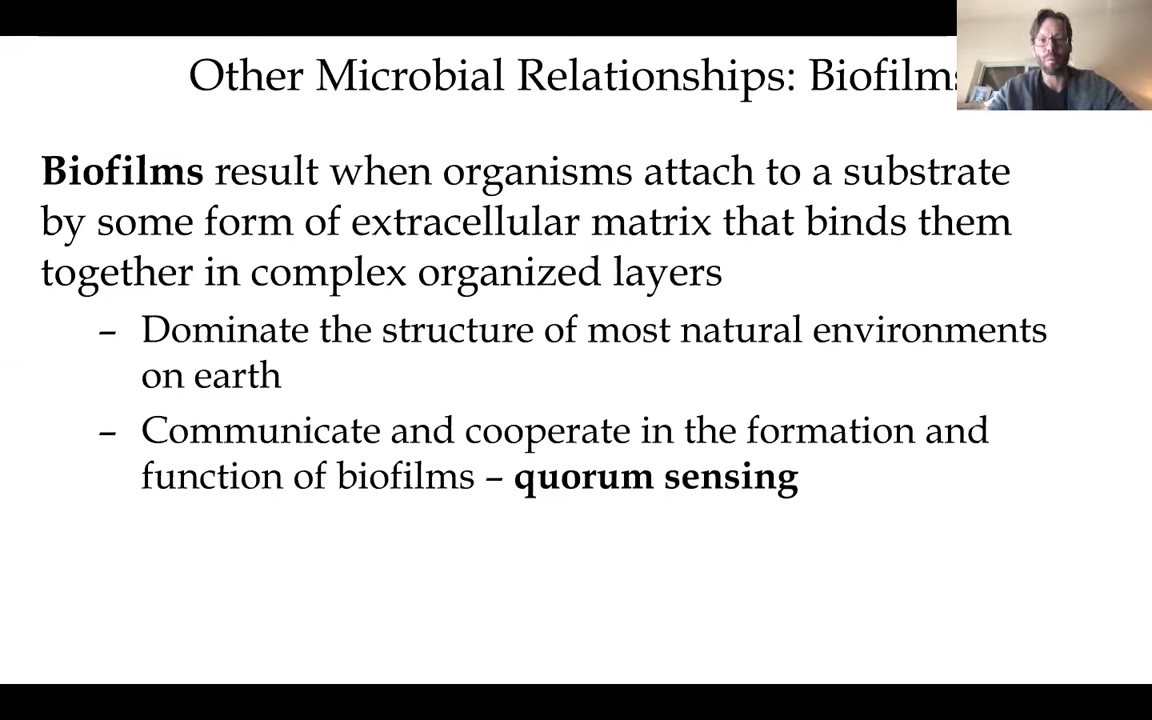 Other Microbial Relationships: Biofilms
Biofilms result when organisms attach to a substrate
by some form of extracellular matrix that binds them
together in complex organized layers
– Dominate the structure of most natural environments
on earth
– Communicate and cooperate in the formation and
function of biofilms – quorum sensing